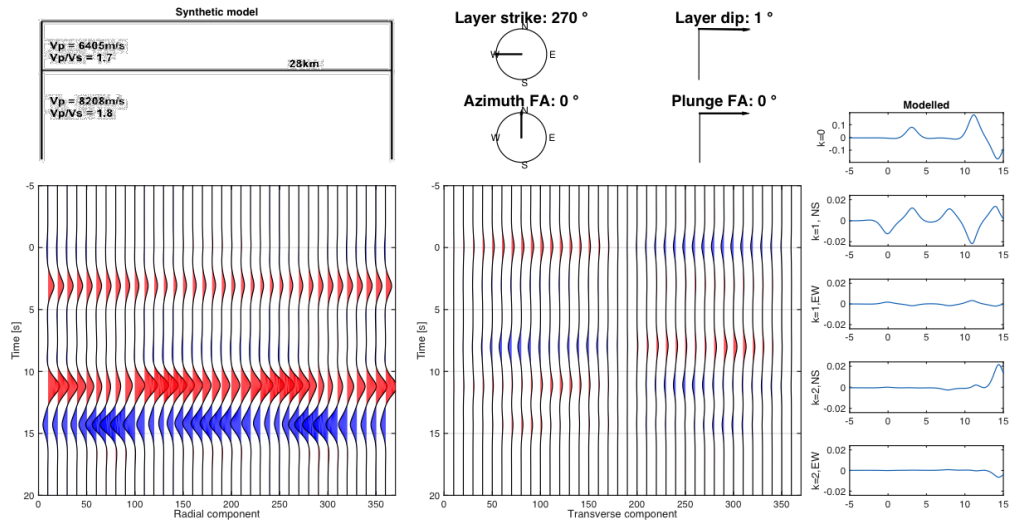 Synthetic model
Vp = 6405m/s
Vp/Vs = 1.7
28km
Vp = 8208m/s
Vp/Vs = 1.8
Layer strike: 270 °
N
W
E
S
Layer dip: 1 °
Azimuth FA: 0 °
N
W
E
S
Plunge FA: 0 °
-5
0
5
10
15
20
Time [s]
0 50 100 150 200 250 300 350
Radial component
-5
0
5
10
15
20
Time [s]
0 50 100 150 200 250 300 350
Transverse component
Modelled
k=0
0.1
0
-0.1
-5 0 5 10 15
k=1, NS
0.02
0
-0.02
-5 0 5 10 15
k=1,EW
0.02
0
-0.02
-5 0 5 10 15
k=2,NS
0.02
0
-0.02
-5 0 5 10 15
k=2,EW
0.02
0
-0.02
-5 0 5 10 15